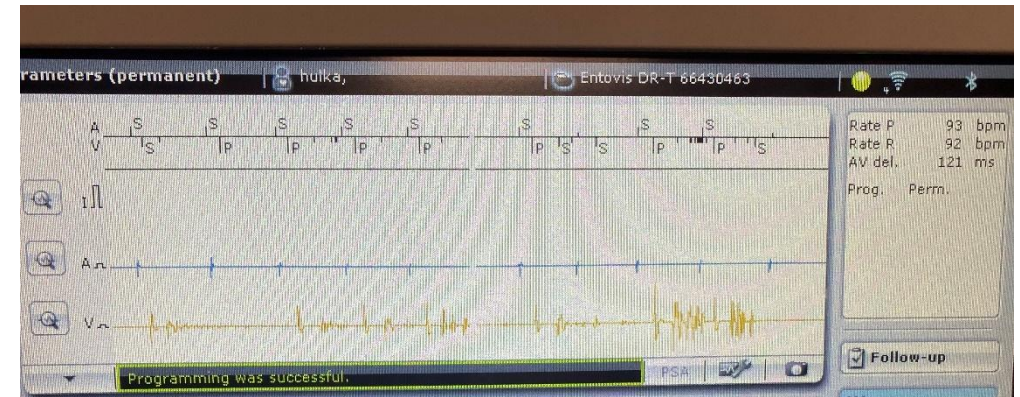 rameters (permanent) hulka, Entovis DR-T 66430463
A S S S S S S S S
V S P P P P P S S P P S
I
A
V
Rate P 93 bpm
Rate R 92 bpm
AV del. 121 ms
Prog. Perm.
Programming was successful.
PSA
Follow-up